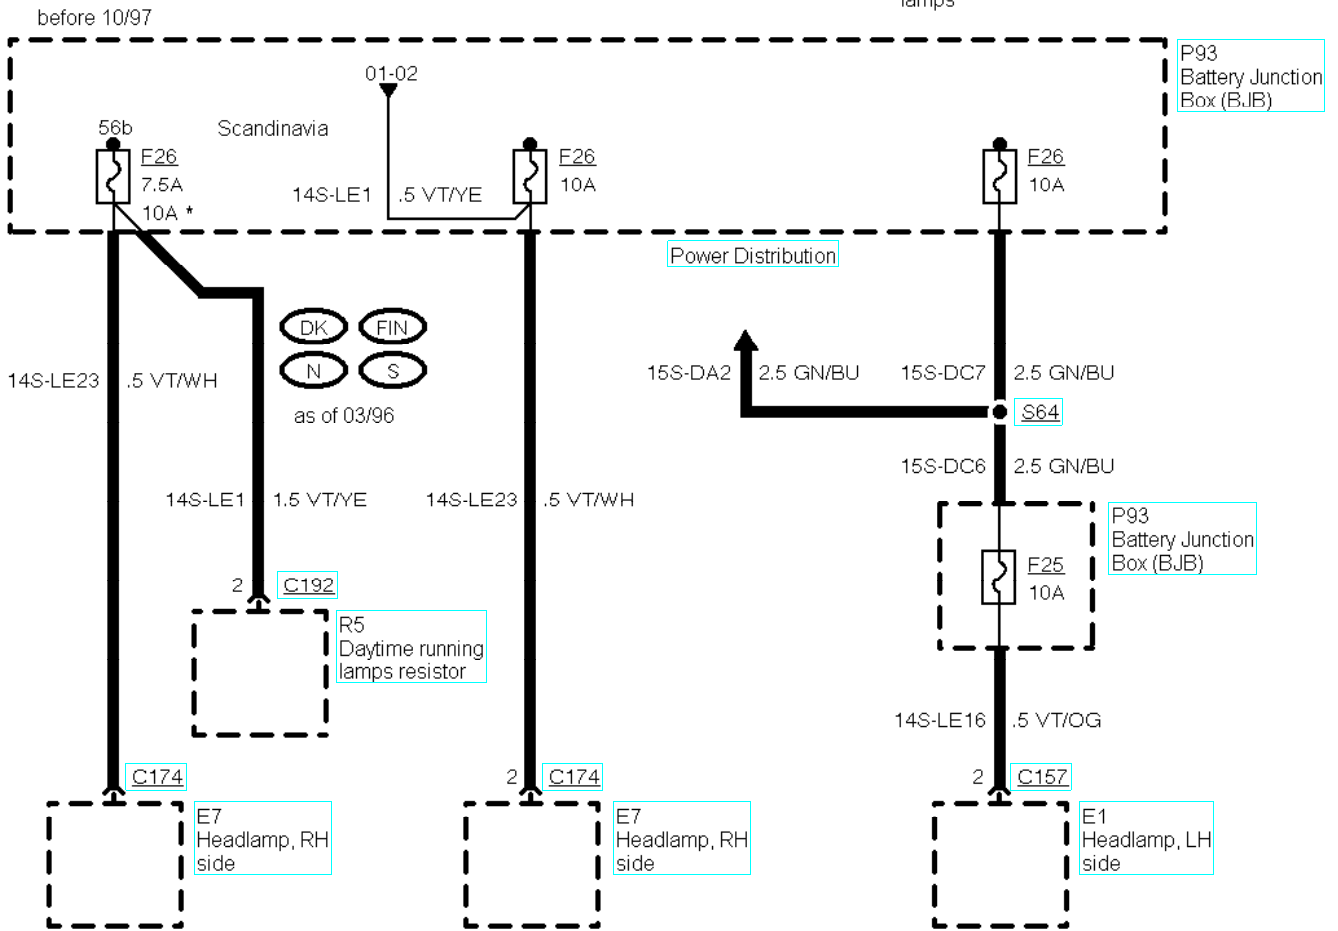 lamps
before 10/97
P93
Battery Junction
Box (BJB)
01-02
56b
Scandinavia
F26
7.5A
10A *
14S-LE1 .5 VT/YE
F26
10A
F26
10A
Power Distribution
DK FIN
N S
as of 03/96
14S-LE23 .5 VT/WH
15S-DA2 2.5 GN/BU
15S-DC7 2.5 GN/BU
S64
15S-DC6 2.5 GN/BU
14S-LE1 1.5 VT/YE
14S-LE23 .5 VT/WH
P93
Battery Junction
Box (BJB)
F25
10A
2 C192
R5
Daytime running
lamps resistor
14S-LE16 .5 VT/OG
C174
2 C174
2 C157
E7
Headlamp, RH
side
E7
Headlamp, RH
side
E1
Headlamp, LH
side